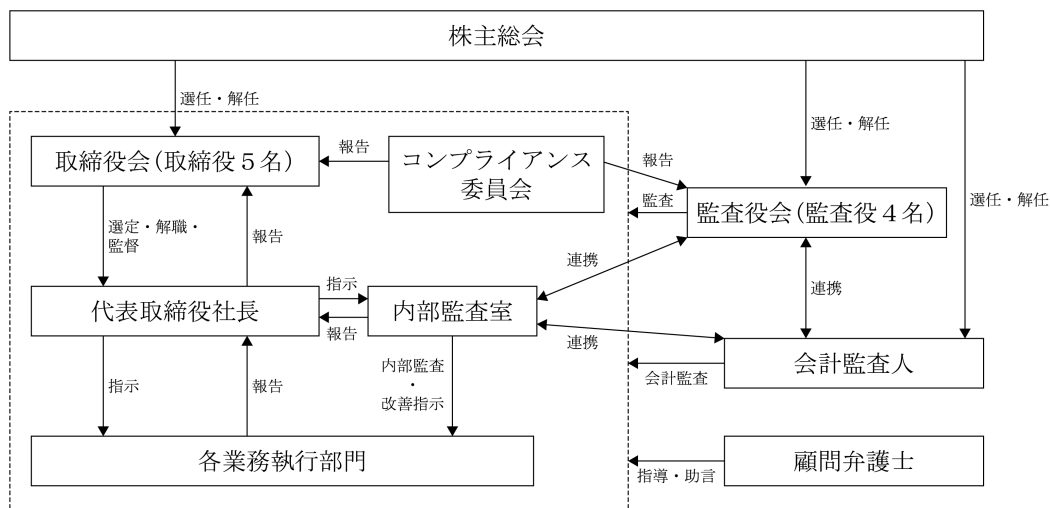 株主総会
選任・解任
選任・解任
選任・解任
取締役会(取締役５名)
報告
コンプライアンス
委員会
報告
監査
監査役会(監査役４名)
選定・解職・
監督
報告
連携
連携
代表取締役社長
指示
報告
内部監査室
連携
会計監査
会計監査人
指示
報告
内部監査
・
改善指示
各業務執行部門
指導・助言
顧問弁護士